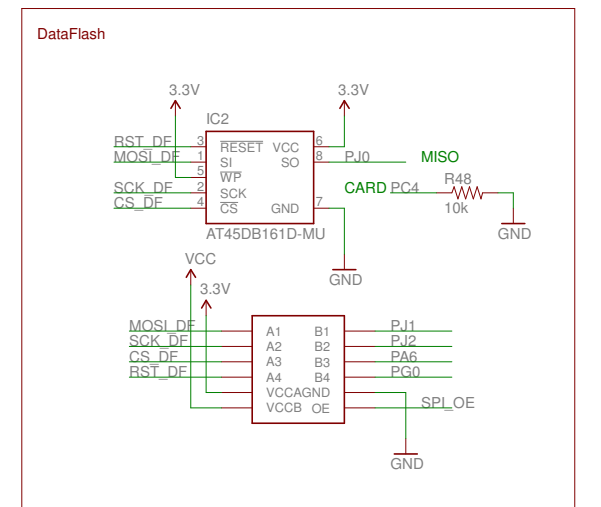 DataFlash
3.3V 3.3V
IC2
RST_DF 3 RESET VCC 6
MOSI_DF 1 SI SO 8 PJ0 MISO
5 WP
SCK_DF 2 SCK CARD PC4 R48
CS_DF 4 CS GND 7 10k
AT45DB161D-MU GND
VCC GND
3.3V
MOSI_DF A1 B1 PJ1
SCK_DF A2 B2 PJ2
CS_DF A3 B3 PA6
RST_DF A4 B4 PG0
VCCA GND
VCCB OE SPI_OE
GND